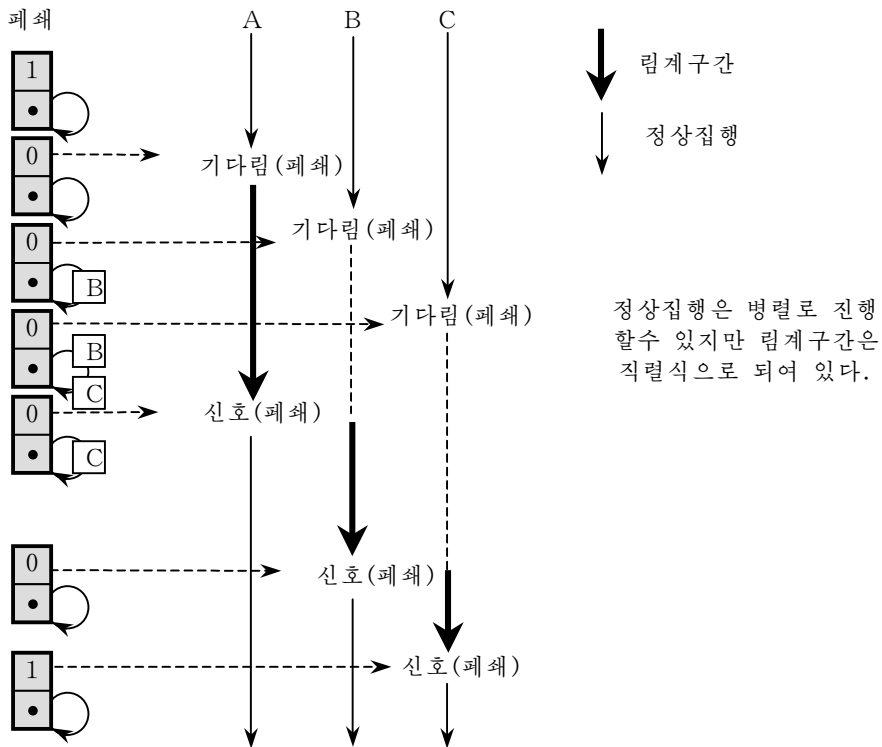 폐쇄 A B C
1
림계구간
정상집행
0
기다림(폐쇄)
기다림(폐쇄)
0
B
기다림(폐쇄)
0
B
C
정상집행은 병렬로 진행
할수 있지만 림계구간은
직렬식으로 되여 있다.
신호(폐쇄)
0
C
0
신호(폐쇄)
1
신호(폐쇄)